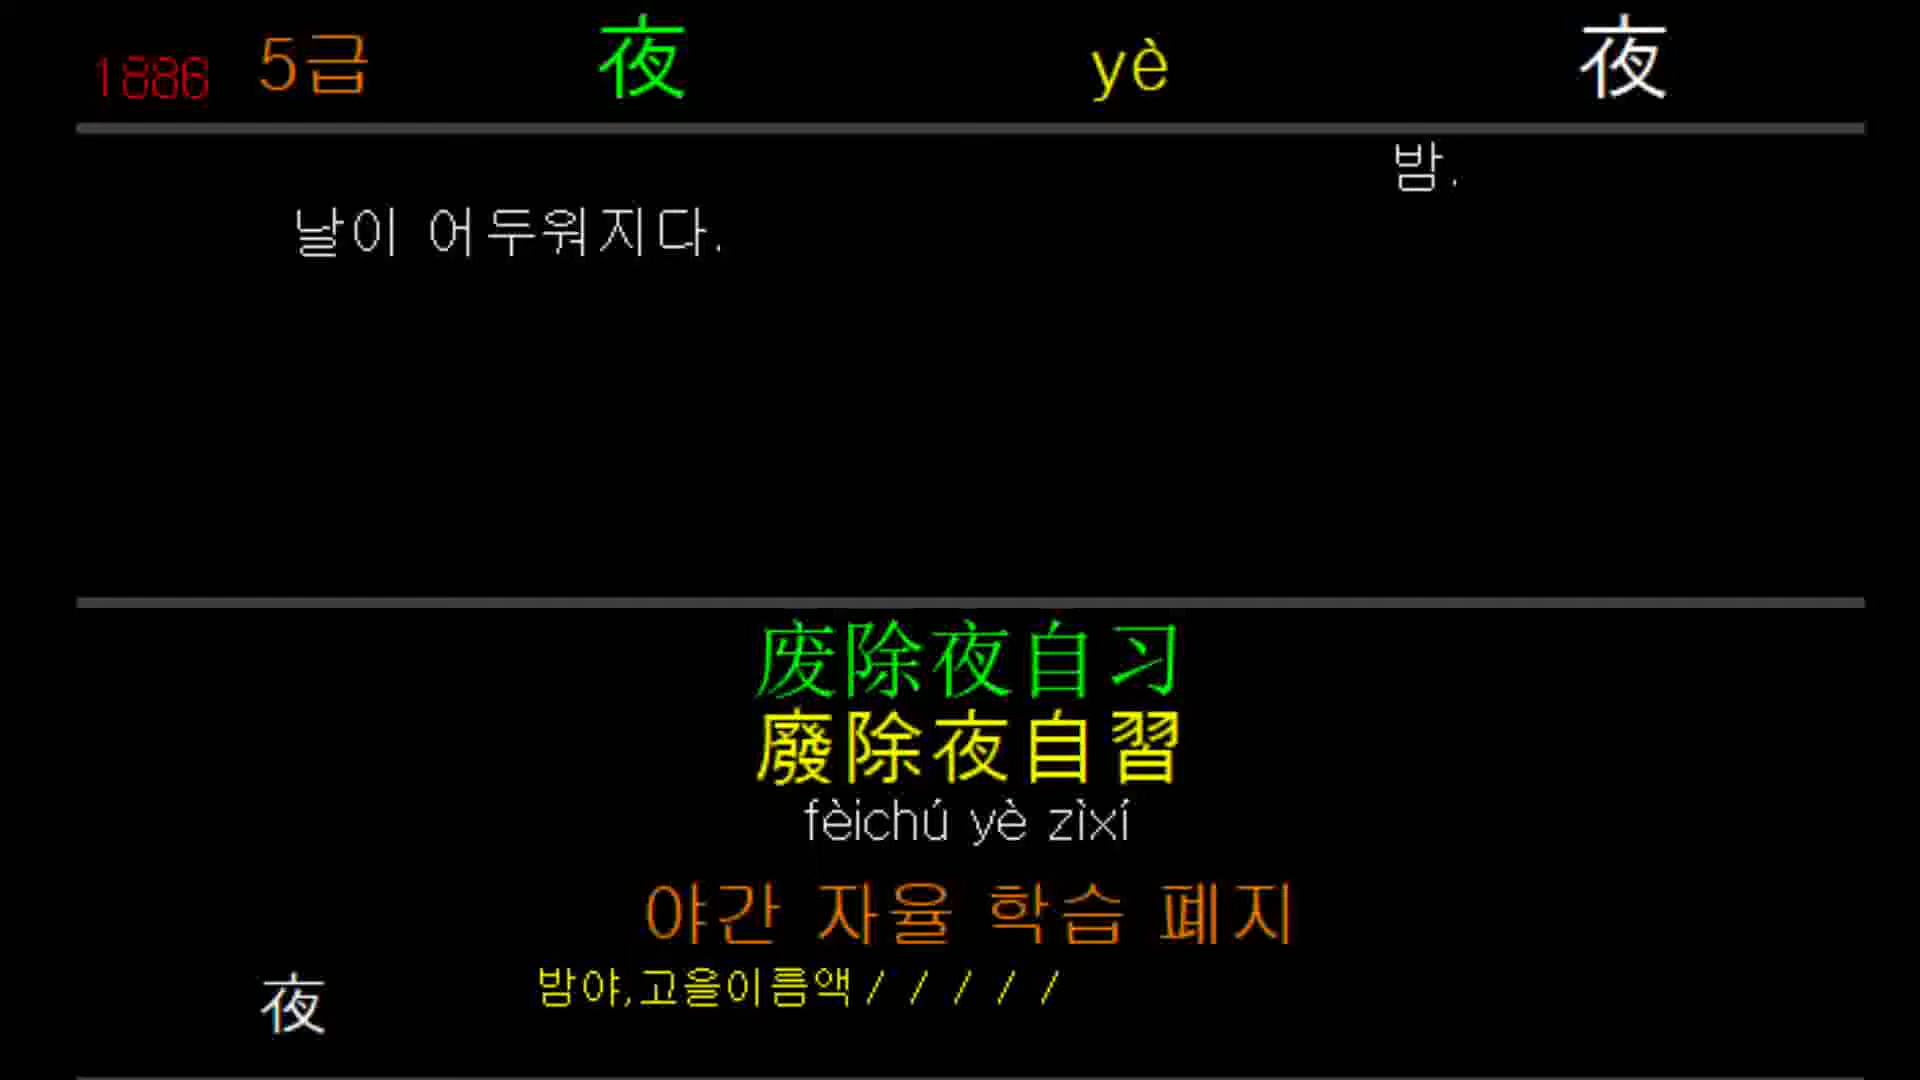 1886 5급 夜 yè 夜
밤.
날이 어두워지다.
废除夜自习
廢除夜自習
fèichú yè zìxí
야간 자율 학습 폐지
夜 밤야,고을이름액 / / / / /